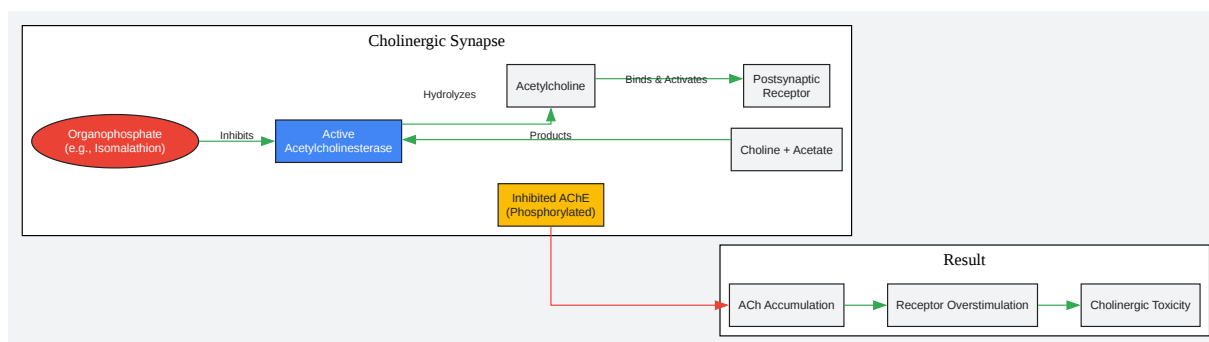 Cholinergic Synapse
Organophosphate
(e.g., Isomalathion)
Inhibits
Active
Acetylcholinesterase
Hydrolyzes
Acetylcholine
Binds & Activates
Postsynaptic
Receptor
Products
Choline + Acetate
Inhibited AChE
(Phosphorylated)
Result
ACh Accumulation
Receptor Overstimulation
Cholinergic Toxicity